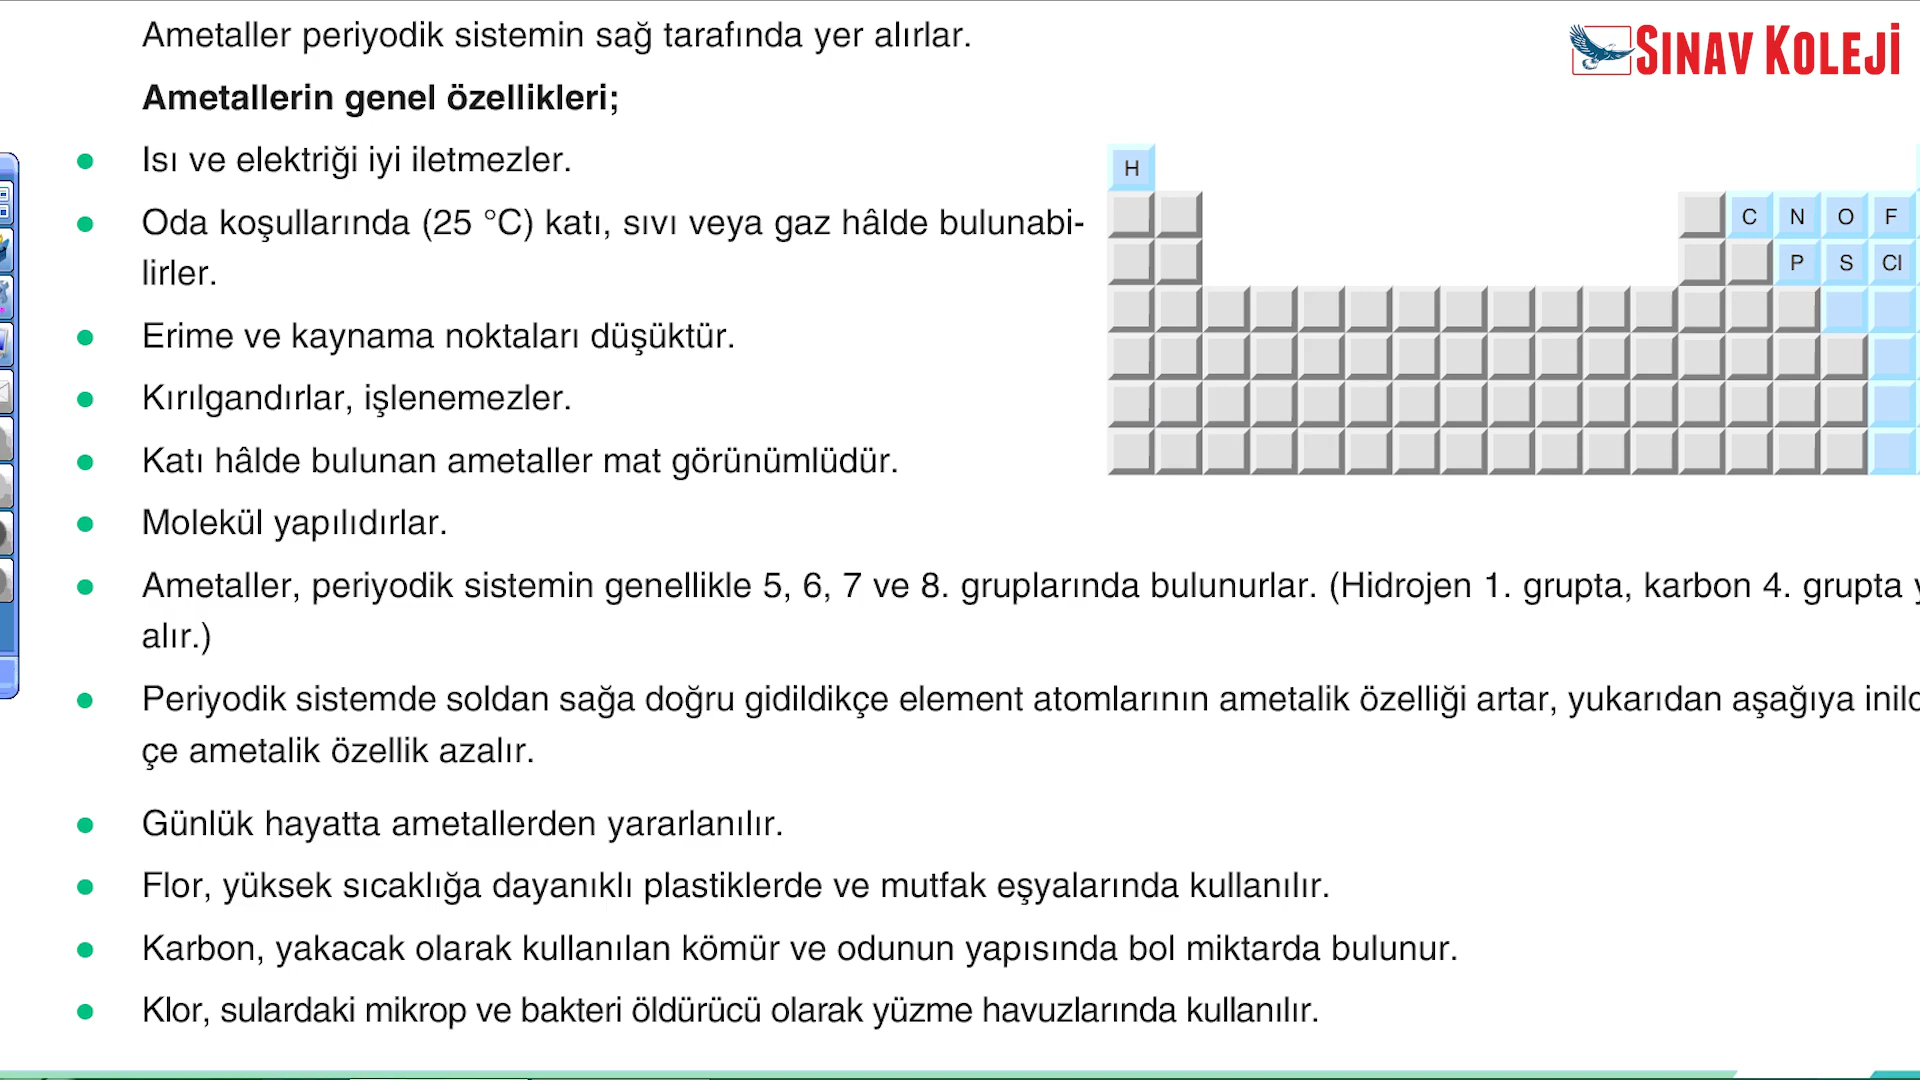 Ametaller periyodik sistemin sağ tarafında yer alırlar.
SINAV KOLEJİ
Ametallerin genel özellikleri;
Isı ve elektriği iyi iletmezler.
Oda koşullarında (25 °C) katı, sıvı veya gaz hâlde bulunabi-
lirler.
Erime ve kaynama noktaları düşüktür.
Kırılgandırlar, işlenemezler.
Katı hâlde bulunan ametaller mat görünümlüdür.
Molekül yapılıdırlar.
H
C N O F
P S Cl
Ametaller, periyodik sistemin genellikle 5, 6, 7 ve 8. gruplarında bulunurlar. (Hidrojen 1. grupta, karbon 4. grupta
alır.)
Periyodik sistemde soldan sağa doğru gidildikçe element atomlarının ametalik özelliği artar, yukarıdan aşağıya
çe ametalik özellik azalır.
Günlük hayatta ametallerden yararlanılır.
Flor, yüksek sıcaklığa dayanıklı plastiklerde ve mutfak eşyalarında kullanılır.
Karbon, yakacak olarak kullanılan kömür ve odunun yapısında bol miktarda bulunur.
Klor, sulardaki mikrop ve bakteri öldürücü olarak yüzme havuzlarında kullanılır.